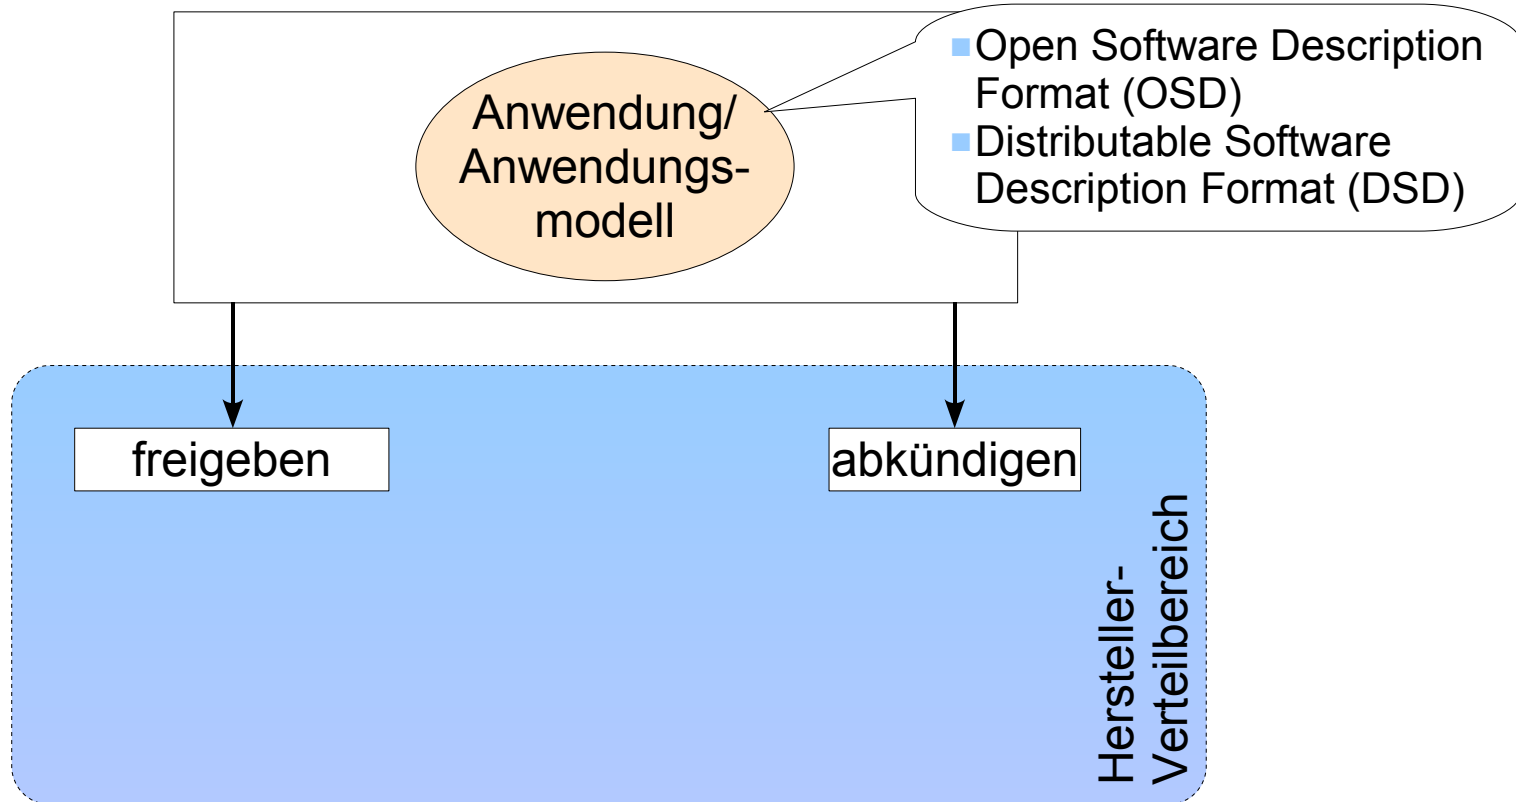 Anwendung/
Anwendungs-
modell
Open Software Description
Format (OSD)
Distributable Software
Description Format (DSD)
freigeben
abkündigen
Hersteller-
Verteilbereich